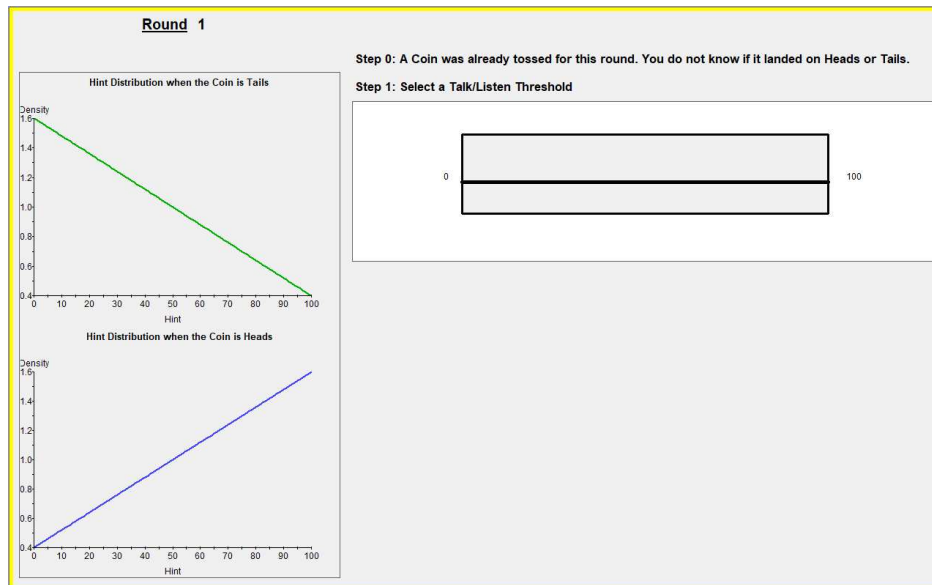 Round 1
Step 0: A Coin was already tossed for this round. You do not know if it landed on Heads or Tails.
Step 1: Select a Talk/Listen Threshold
0
100
Hint Distribution when the Coin is Tails
Density
1.6
1.4
1.2
1.0
0.8
0.6
0.4
0 10 20 30 40 50 60 70 80 90 100
Hint
Hint Distribution when the Coin is Heads
Density
1.6
1.4
1.2
1.0
0.8
0.6
0.4
0 10 20 30 40 50 60 70 80 90 100
Hint